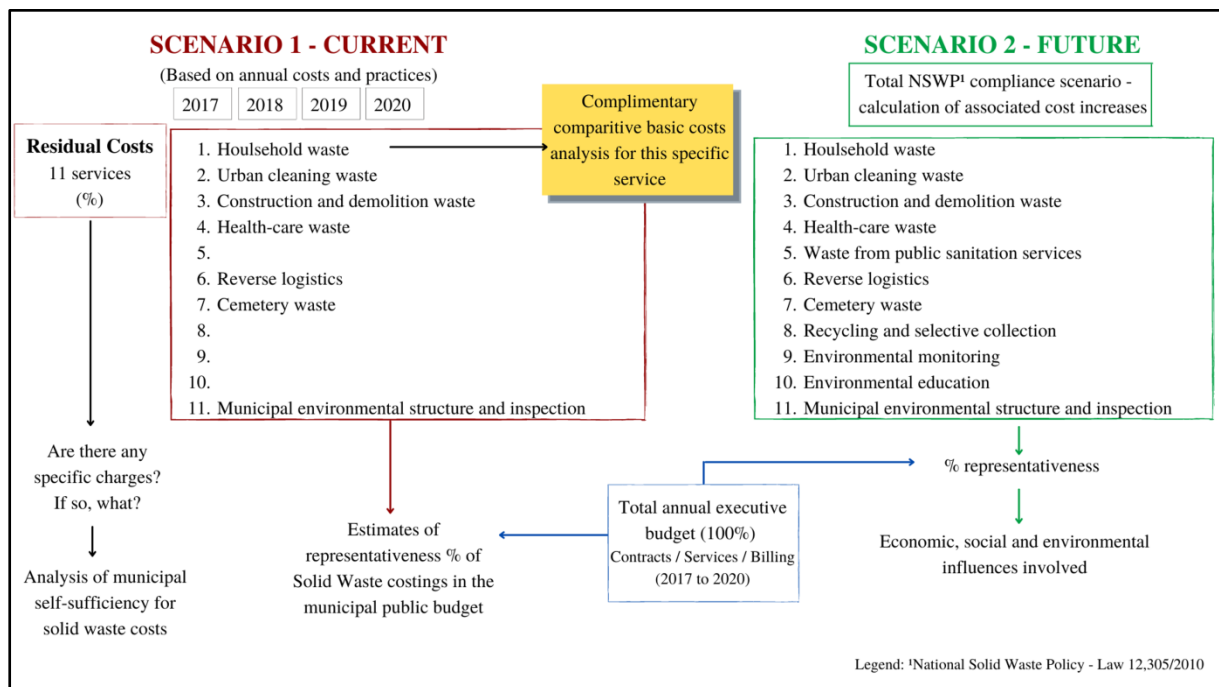 SCENARIO 1 - CURRENT
(Based on annual costs and practices)
2017
2018
2019
2020
Residual Costs
11 services
(%)
1. Houlsehold waste
2. Urban cleaning waste
3. Construction and demolition waste
4. Health-care waste
5.
6. Reverse logistics
7. Cemetery waste
8.
9.
10.
11. Municipal environmental structure and inspection
Complimentary
comparitive basic costs
analysis for this specific
service
Are there any
specific charges?
If so, what?
Analysis of municipal
self-sufficiency for
solid waste costs
Estimates of
representativeness % of
Solid Waste costings in the
municipal public budget
Total annual executive
budget (100%)
Contracts / Services / Billing
(2017 to 2020)
SCENARIO 2 - FUTURE
Total NSWP¹ compliance scenario -
calculation of associated cost increases
1. Houlsehold waste
2. Urban cleaning waste
3. Construction and demolition waste
4. Health-care waste
5. Waste from public sanitation services
6. Reverse logistics
7. Cemetery waste
8. Recycling and selective collection
9. Environmental monitoring
10. Environmental education
11. Municipal environmental structure and inspection
% representativeness
Economic, social and environmental
influences involved
Legend: ¹National Solid Waste Policy - Law 12,305/2010